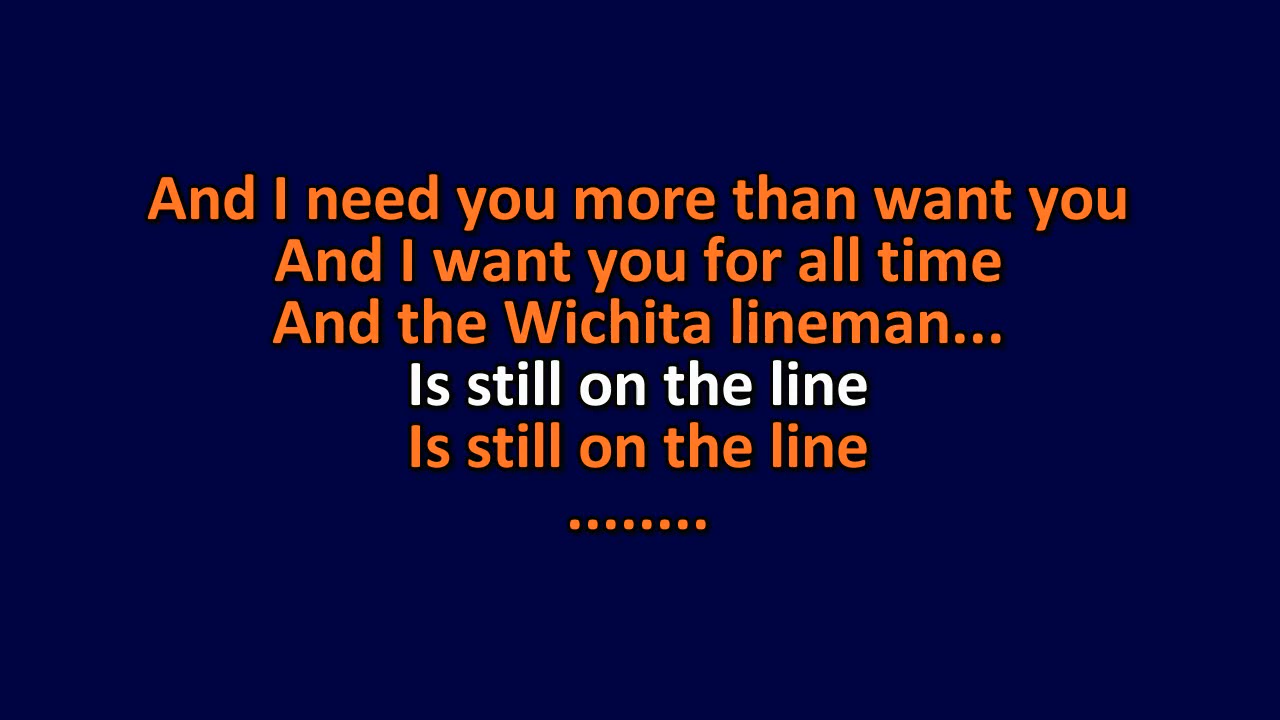 And I need you more than want you
And I want you for all time
And the Wichita lineman...
Is still on the line
Is still on the line
........